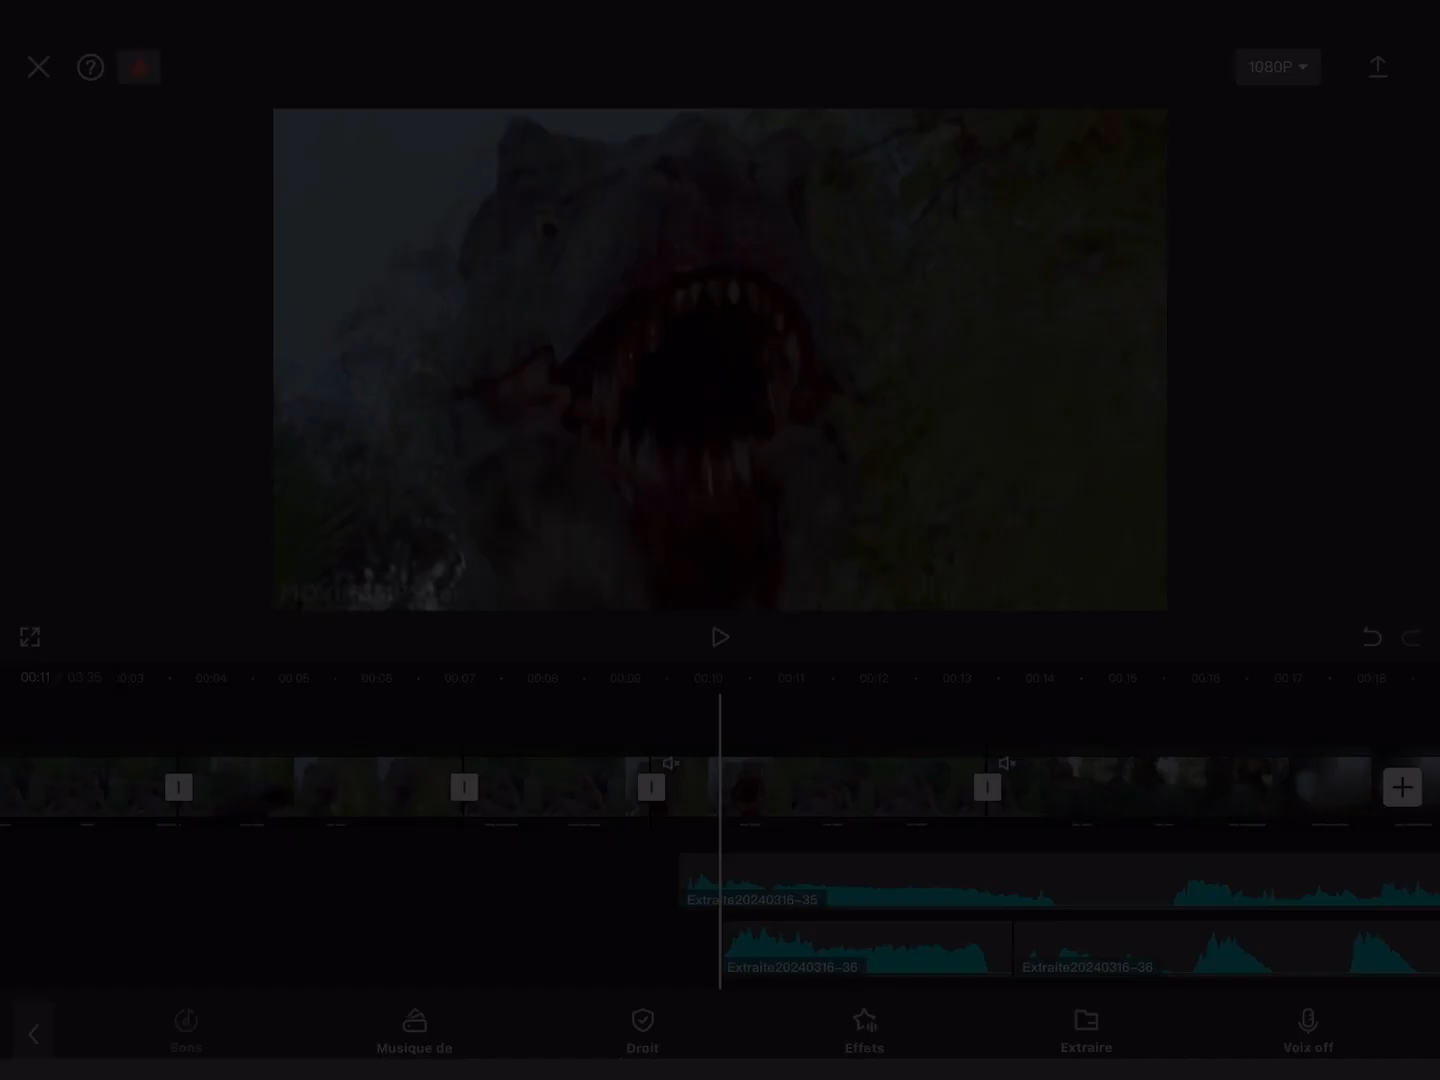 1080P
00:11 / 03:35 00:03 00:04 00:05 00:06 00:07 00:08 00:09 00:10 00:11 00:12 00:13 00:14 00:15 00:16 00:17 00:18
Extraite20240316-35
Extraite20240316-36 Extraite20240316-36
Sons Musique de Droit Effets Extraire Voix off